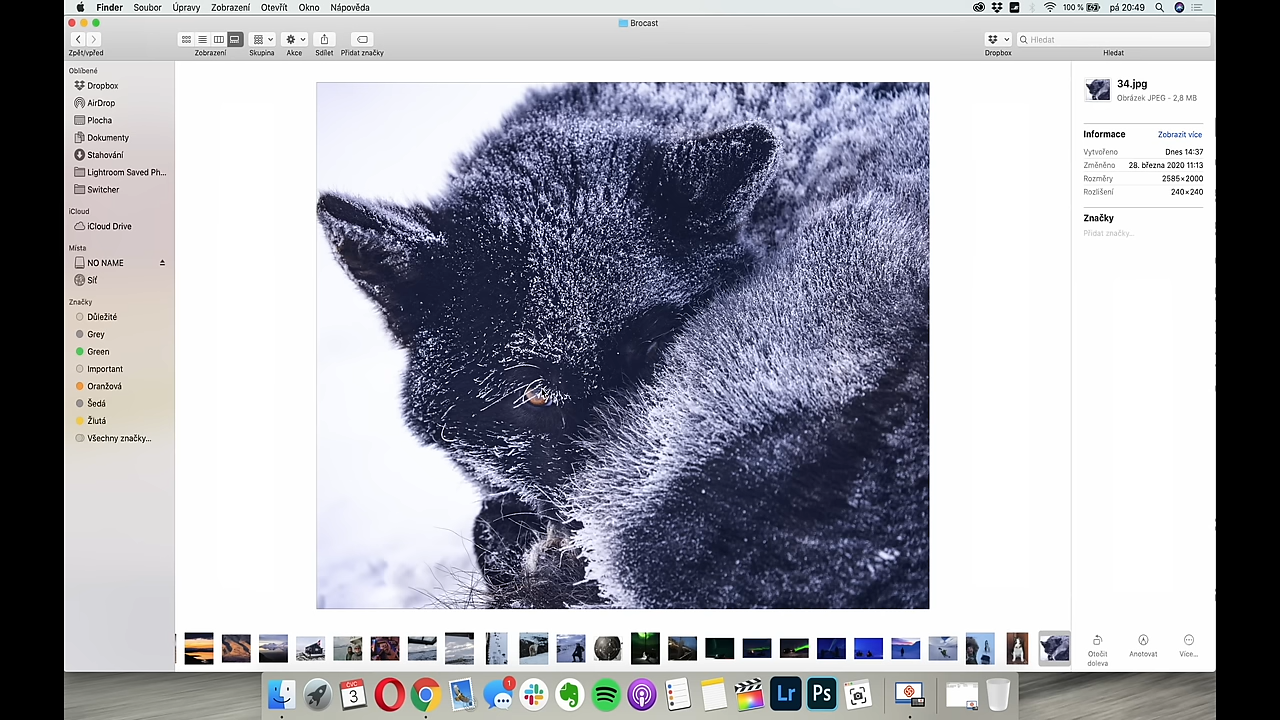 Finder Soubor Úpravy Zobrazení Otevřít Okno Nápověda 100 % pá 20:49
Brocast
Hledat
Zpět/vpřed Zobrazení Skupina Akce Sdílet Přidat značky Dropbox Hledat
Oblíbené
Dropbox
AirDrop
Plocha
Dokumenty
Stahování
Lightroom Saved Ph...
Switcher
iCloud
iCloud Drive
Místa
NO NAME
Síť
Značky
Důležité
Grey
Green
Important
Oranžová
Šedá
Žlutá
Všechny značky...
34.jpg
Obrázek JPEG - 2,8 MB
Informace Zobrazit více
Vytvořeno Dnes 14:37
Změněno 28. března 2020 11:13
Rozměry 2585×2000
Rozlišení 240×240
Značky
Přidat značky...
Otočit doleva
Anotovat
Více...
ČVC
3
1
Lr
Ps